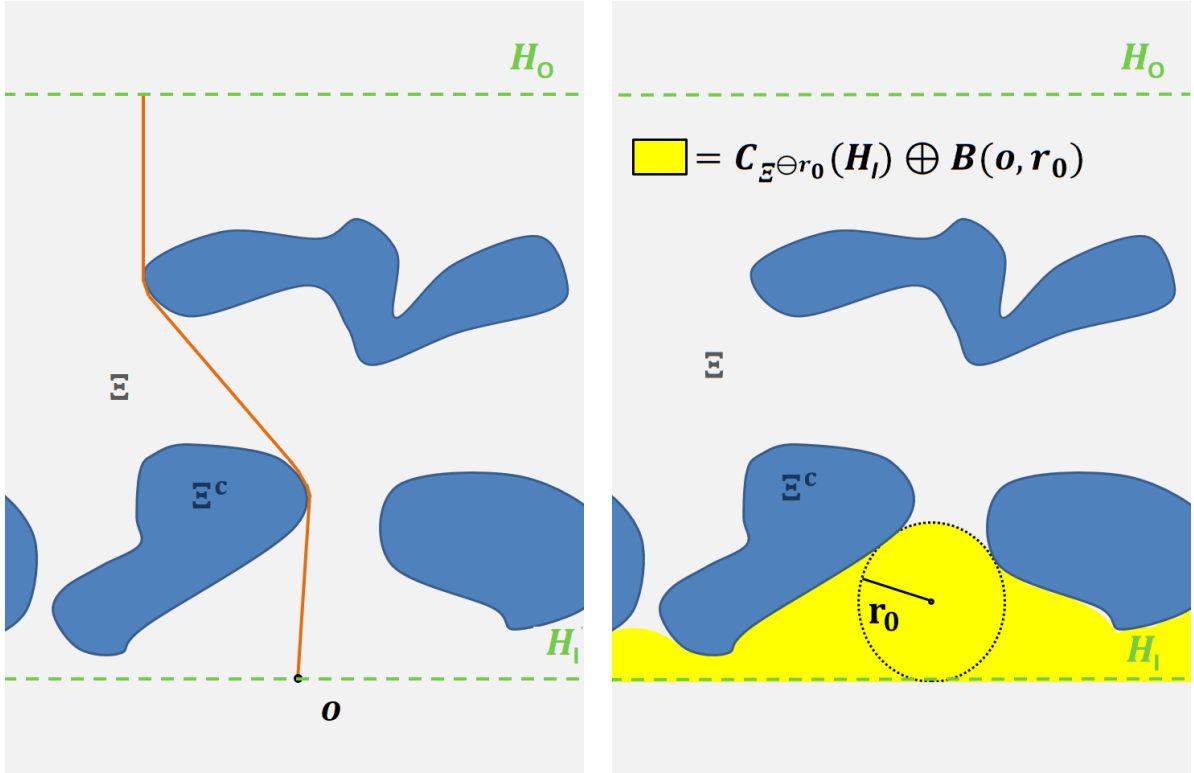 H_O
Ξ
Ξ^c
H_I
o
H_O
= C_{Ξ⊖r_0}(H_I) ⊕ B(o, r_0)
Ξ
Ξ^c
r_0
H_I